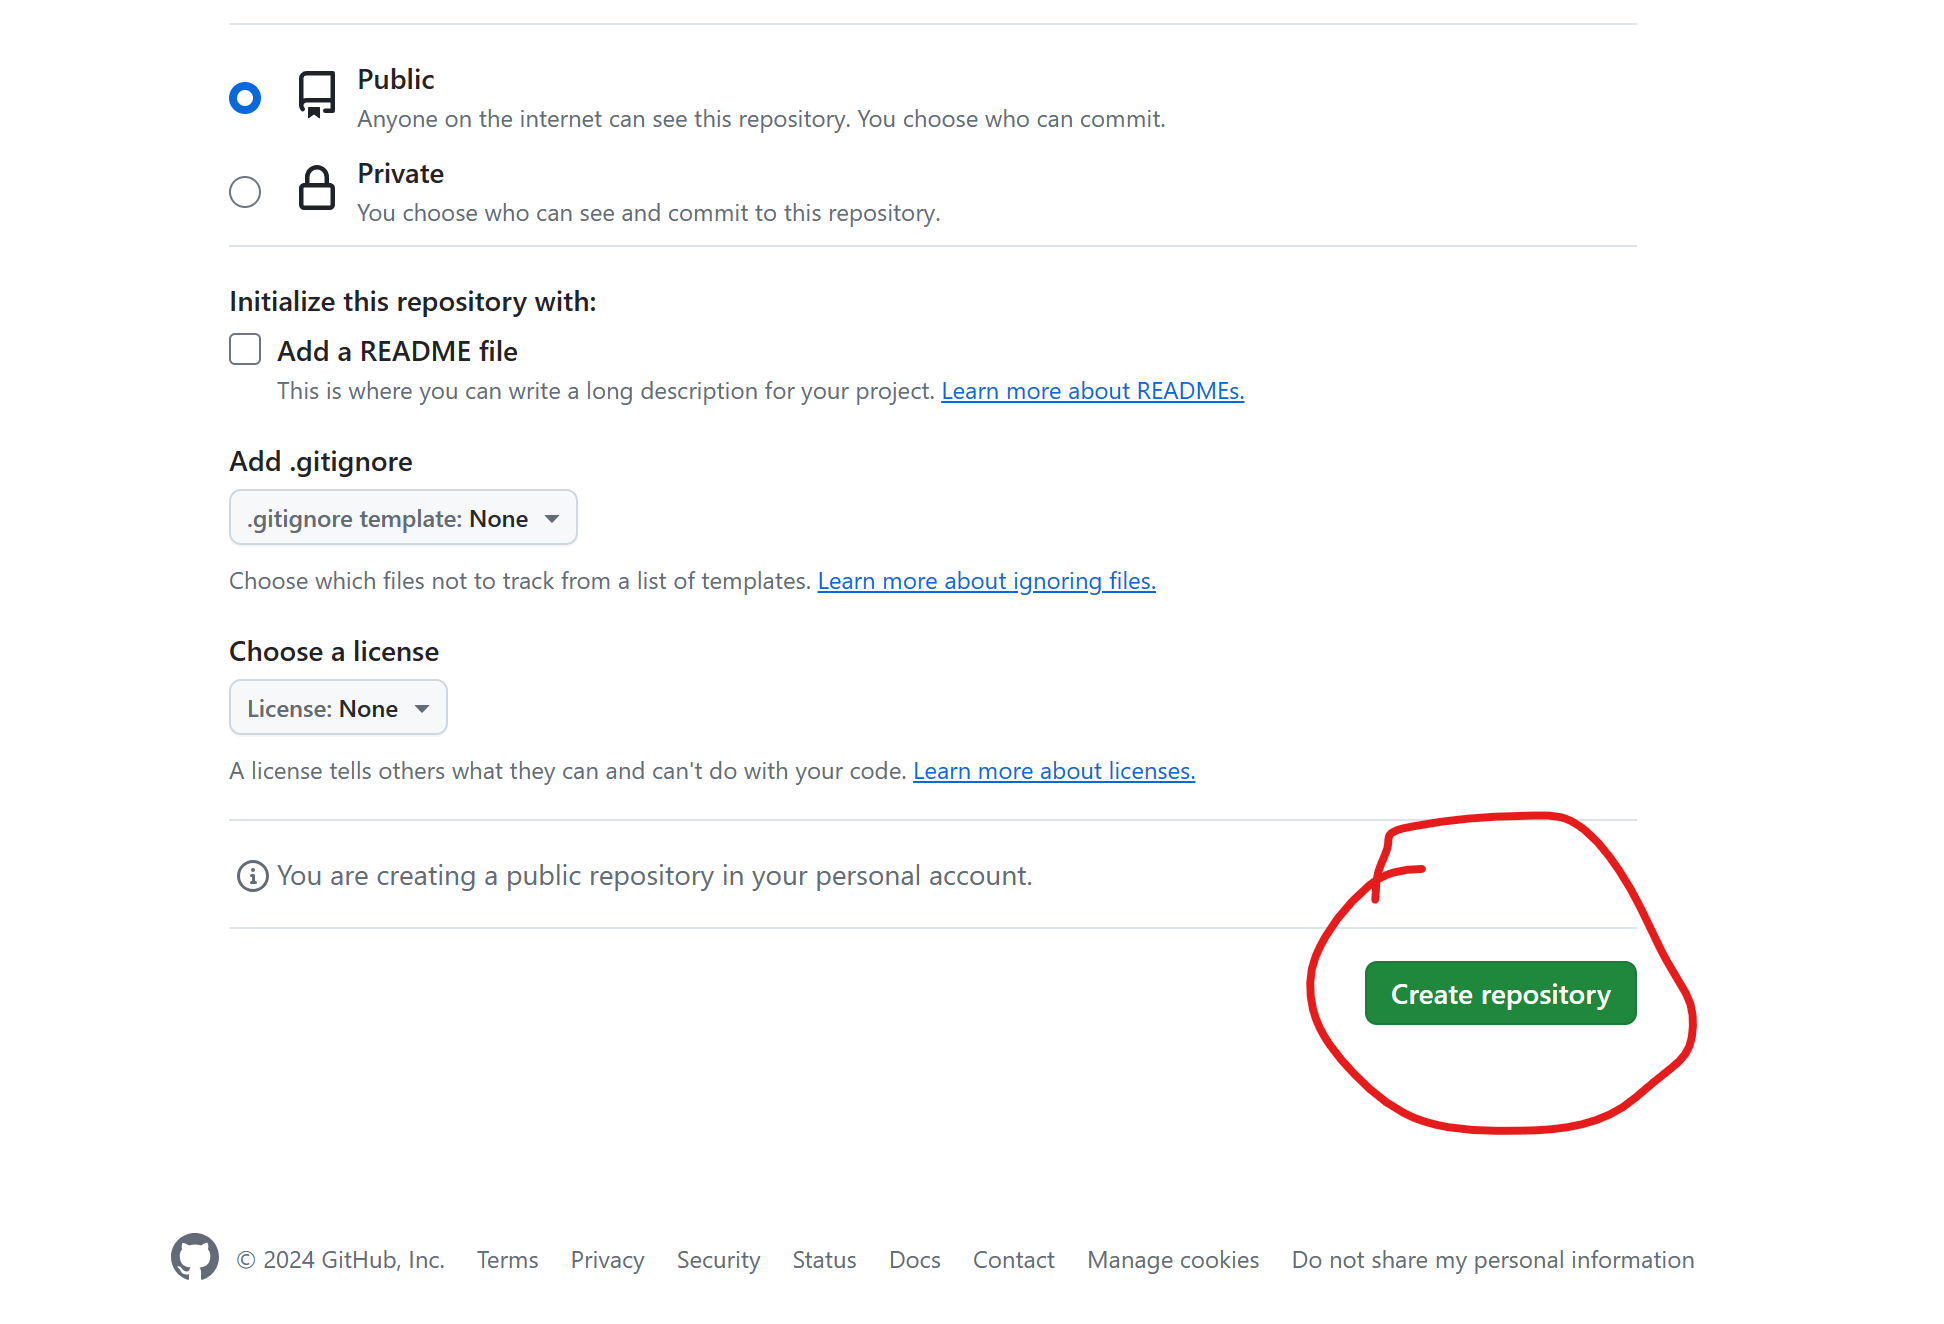 Public
Anyone on the internet can see this repository. You choose who can commit.
Private
You choose who can see and commit to this repository.
Initialize this repository with:
Add a README file
This is where you can write a long description for your project. Learn more about READMEs.
Add .gitignore
.gitignore template: None
Choose which files not to track from a list of templates. Learn more about ignoring files.
Choose a license
License: None
A license tells others what they can and can't do with your code. Learn more about licenses.
You are creating a public repository in your personal account.
Create repository
© 2024 GitHub, Inc. Terms Privacy Security Status Docs Contact Manage cookies Do not share my personal information